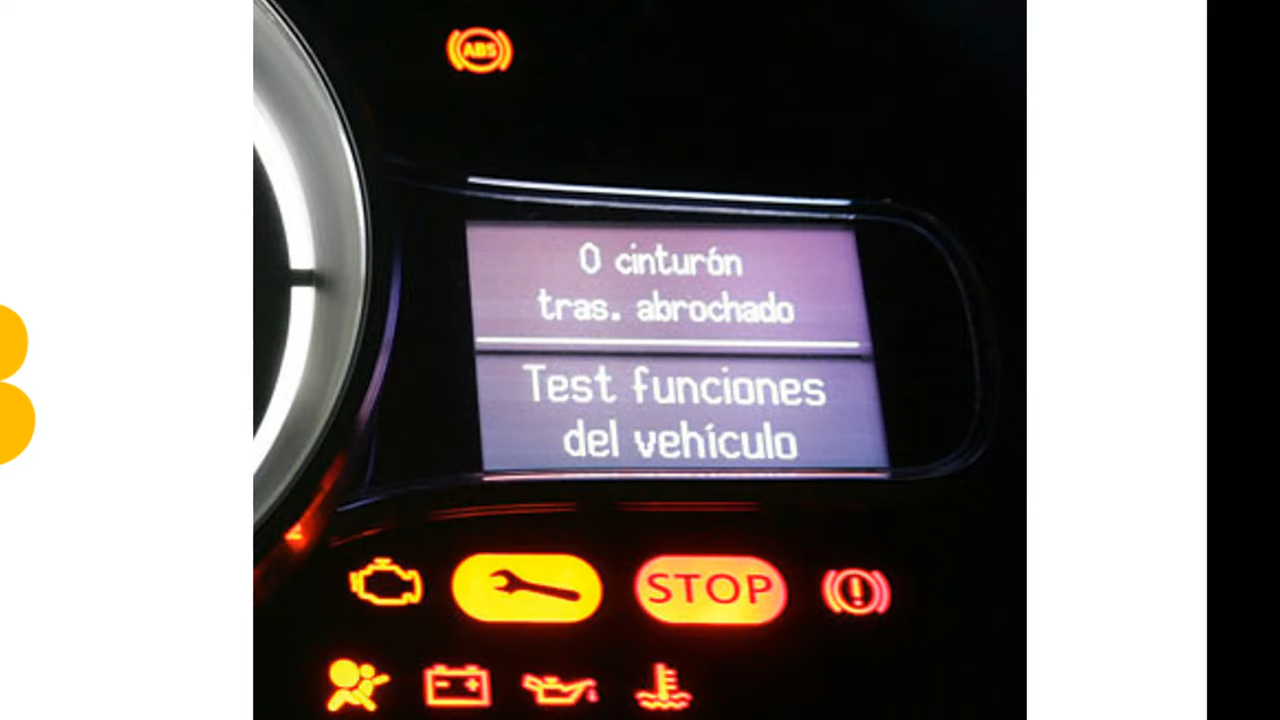 ABS
0 cinturón
tras. abrochado
Test funciones
del vehículo
STOP